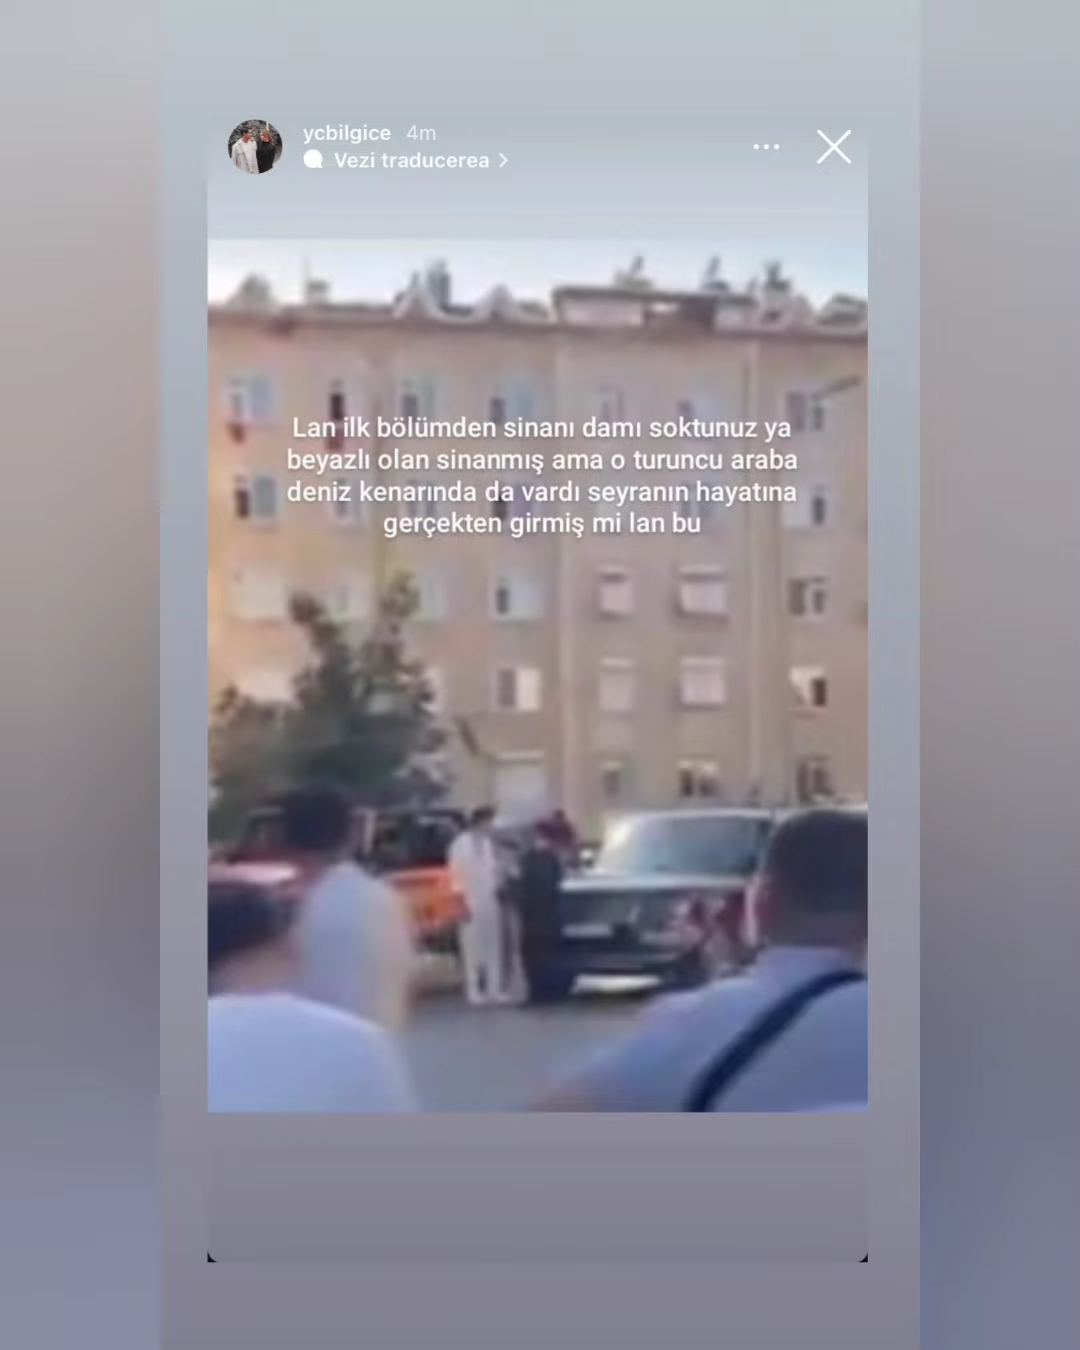 ycbilgice 4m
Vezi traducerea
Lan ilk bölümden sinanı damı soktunuz ya
beyazlı olan sinanmış ama o turuncu araba
deniz kenarında da vardı seyranın hayatına
gerçekten girmiş mi lan bu